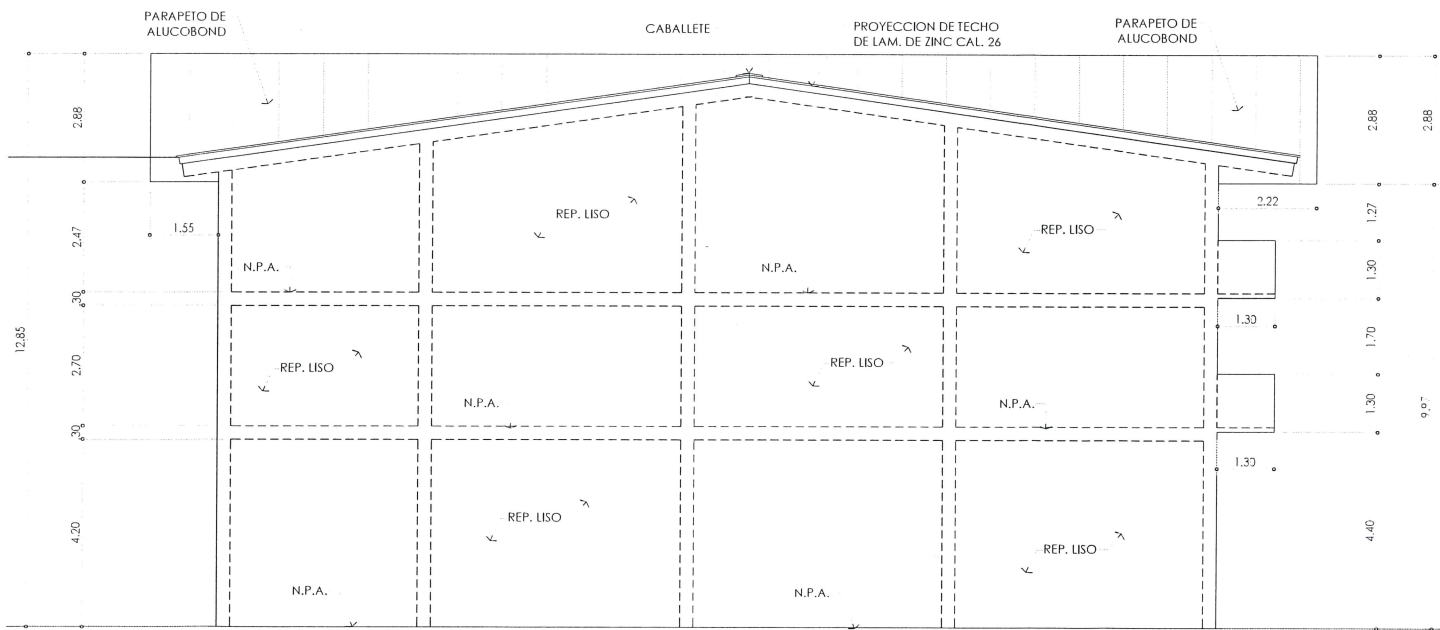 PARAPETO DE
ALUCOBOND
CABALLETE
PROYECCION DE TECHO
DE LAM. DE ZINC CAL. 26
PARAPETO DE
ALUCOBOND
2.88
2.88
2.88
1.55
2.47
REP. LISO
REP. LISO
2.22
1.27
N.P.A.
N.P.A.
1.30
.30
12.85
1.30
1.70
2.70
REP. LISO
REP. LISO
N.P.A.
N.P.A.
1.30
9.97
.30
1.30
4.20
REP. LISO
REP. LISO
4.40
N.P.A.
N.P.A.